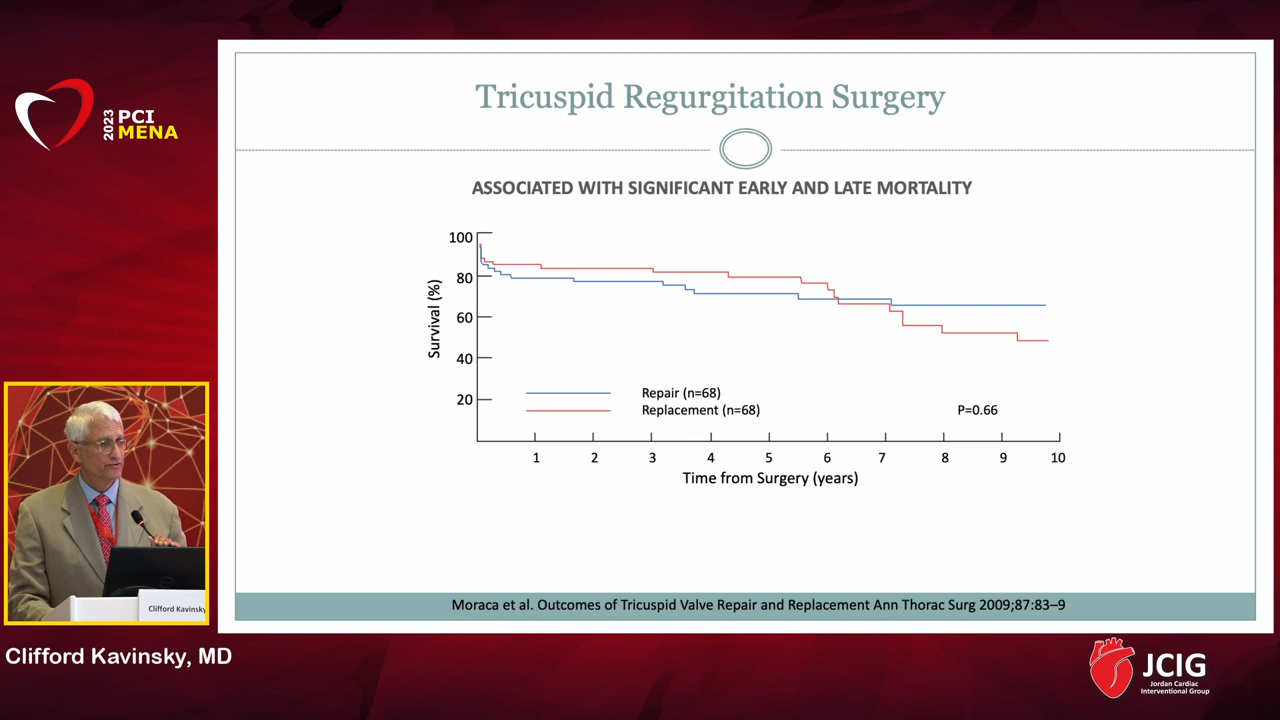 2023
PCI
MENA
Tricuspid Regurgitation Surgery
ASSOCIATED WITH SIGNIFICANT EARLY AND LATE MORTALITY
Survival (%)
100
80
60
40
20
Repair (n=68)
Replacement (n=68)
P=0.66
1 2 3 4 5 6 7 8 9 10
Time from Surgery (years)
Moraca et al. Outcomes of Tricuspid Valve Repair and Replacement Ann Thorac Surg 2009;87:83–9
Clifford Kavinsky
Clifford Kavinsky, MD
JCIG
Jordan Cardiac
Interventional Group